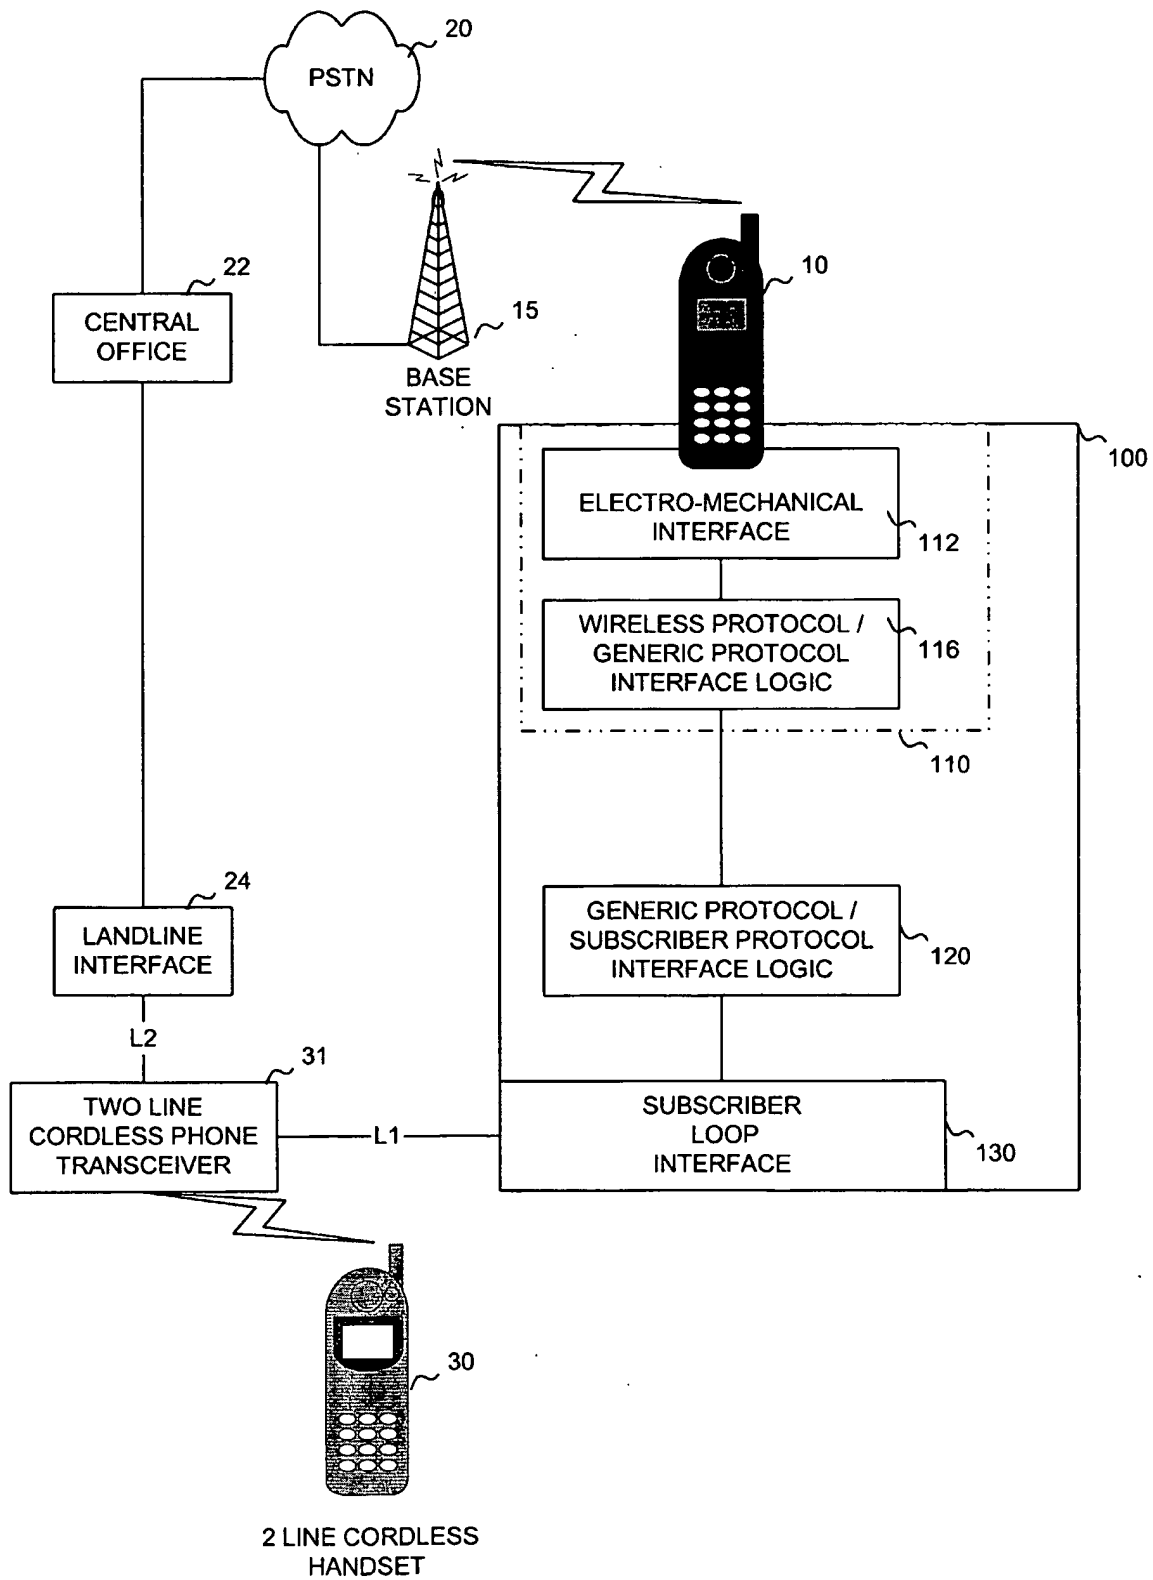 20
PSTN
22
CENTRAL
OFFICE
15
BASE
STATION
10
100
ELECTRO-MECHANICAL
INTERFACE
112
WIRELESS PROTOCOL /
GENERIC PROTOCOL
INTERFACE LOGIC
116
110
24
LANDLINE
INTERFACE
GENERIC PROTOCOL /
SUBSCRIBER PROTOCOL
INTERFACE LOGIC
120
L2
31
TWO LINE
CORDLESS PHONE
TRANSCEIVER
L1
SUBSCRIBER
LOOP
INTERFACE
130
30
2 LINE CORDLESS
HANDSET